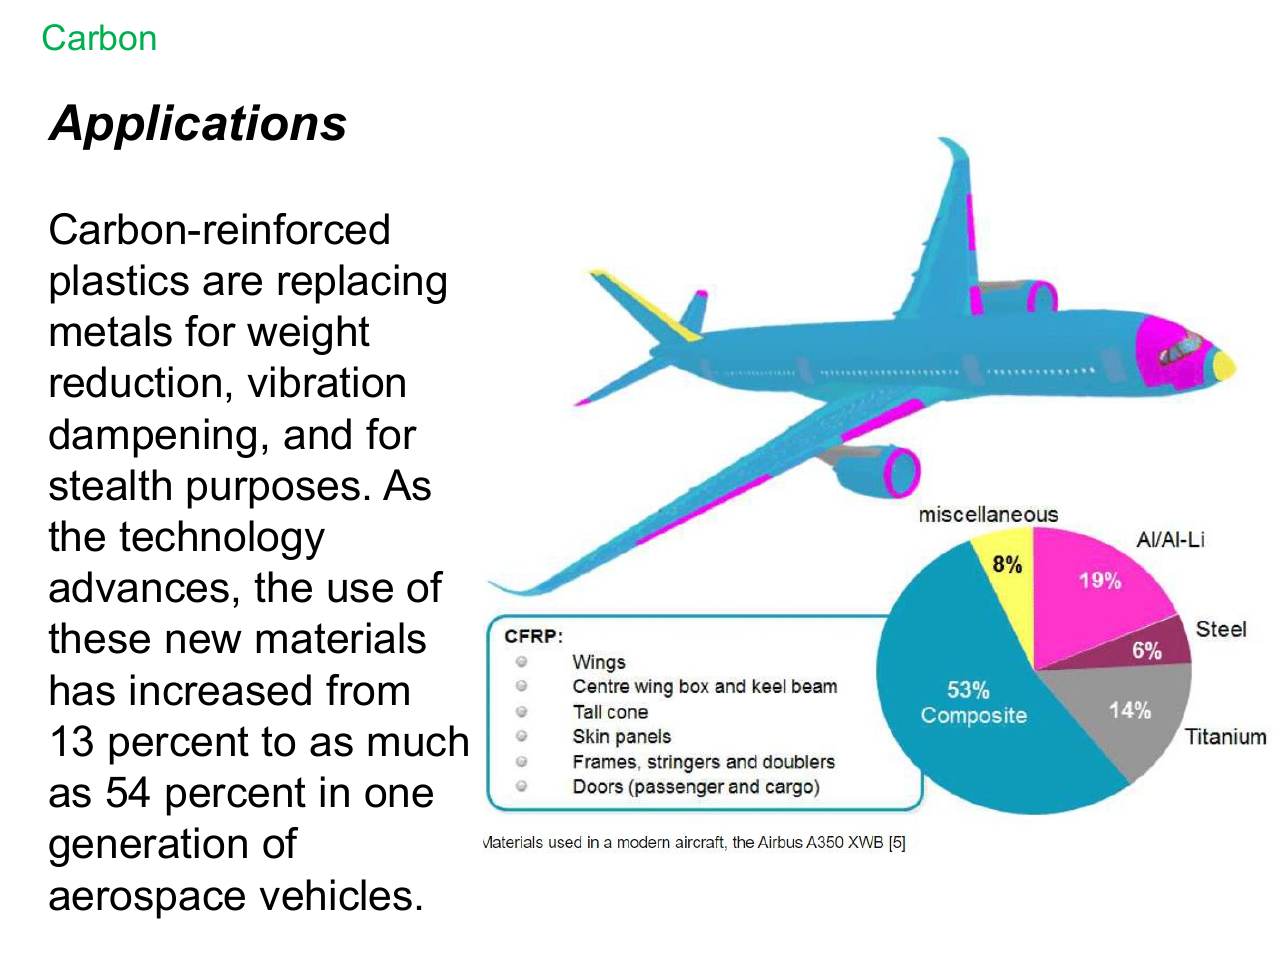 Carbon
Applications
Carbon-reinforced
plastics are replacing
metals for weight
reduction, vibration
dampening, and for
stealth purposes. As
the technology
advances, the use of
these new materials
has increased from
13 percent to as much
as 54 percent in one
generation of
aerospace vehicles.
miscellaneous
Al/Al-Li
8%
19%
Steel
6%
53%
Composite
14%
Titanium
CFRP:
Wings
Centre wing box and keel beam
Tall cone
Skin panels
Frames, stringers and doublers
Doors (passenger and cargo)
Materials used in a modern aircraft, the Airbus A350 XWB [5]